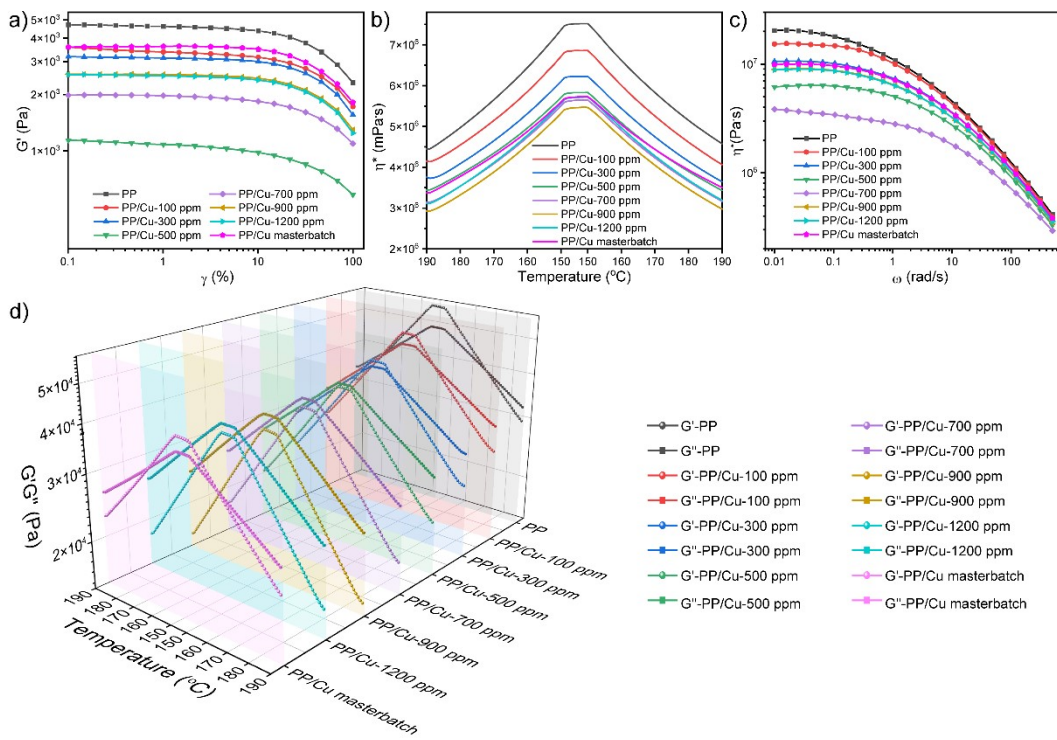 a)
5×10³
4×10³
3×10³
2×10³
1×10³
G' (Pa)
PP
PP/Cu-100 ppm
PP/Cu-300 ppm
PP/Cu-500 ppm
PP/Cu-700 ppm
PP/Cu-900 ppm
PP/Cu-1200 ppm
PP/Cu masterbatch
0.1 1 10 100
γ (%)
b)
7×10⁶
6×10⁶
5×10⁶
4×10⁶
3×10⁶
2×10⁶
η* (mPa·s)
PP
PP/Cu-100 ppm
PP/Cu-300 ppm
PP/Cu-500 ppm
PP/Cu-700 ppm
PP/Cu-900 ppm
PP/Cu-1200 ppm
PP/Cu masterbatch
190 180 170 160 150 150 160 170 180 190
Temperature (°C)
c)
10⁷
10⁶
η*(Pa·s)
PP
PP/Cu-100 ppm
PP/Cu-300 ppm
PP/Cu-500 ppm
PP/Cu-700 ppm
PP/Cu-900 ppm
PP/Cu-1200 ppm
PP/Cu masterbatch
0.01 0.1 1 10 100
ω (rad/s)
d)
5×10⁴
4×10⁴
3×10⁴
2×10⁴
G'G'' (Pa)
190 180 170 160 150 150 160 170 180 190
Temperature (°C)
PP
PP/Cu-100 ppm
PP/Cu-300 ppm
PP/Cu-500 ppm
PP/Cu-700 ppm
PP/Cu-900 ppm
PP/Cu-1200 ppm
PP/Cu masterbatch
G'-PP
G''-PP
G'-PP/Cu-100 ppm
G''-PP/Cu-100 ppm
G'-PP/Cu-300 ppm
G''-PP/Cu-300 ppm
G'-PP/Cu-500 ppm
G''-PP/Cu-500 ppm
G'-PP/Cu-700 ppm
G''-PP/Cu-700 ppm
G'-PP/Cu-900 ppm
G''-PP/Cu-900 ppm
G'-PP/Cu-1200 ppm
G''-PP/Cu-1200 ppm
G'-PP/Cu masterbatch
G''-PP/Cu masterbatch